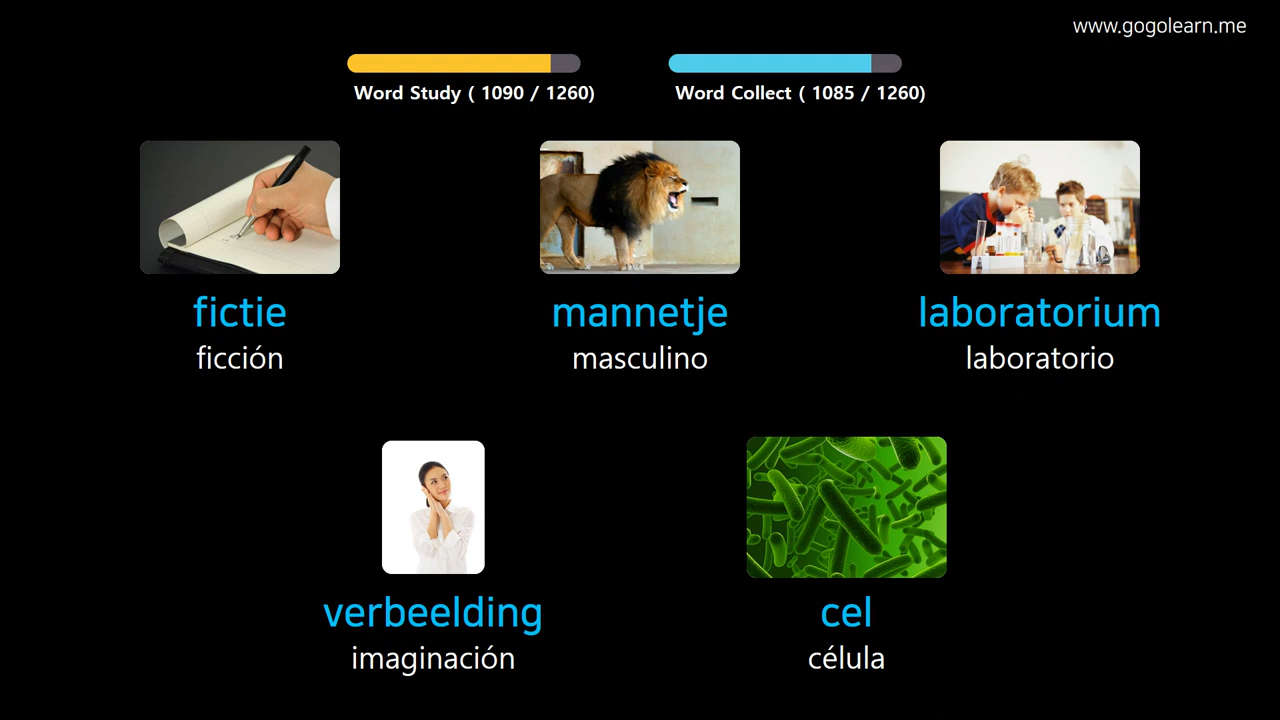 www.gogolearn.me
Word Study ( 1090 / 1260)
Word Collect ( 1085 / 1260)
fictie
ficción
mannetje
masculino
laboratorium
laboratorio
verbeelding
imaginación
cel
célula